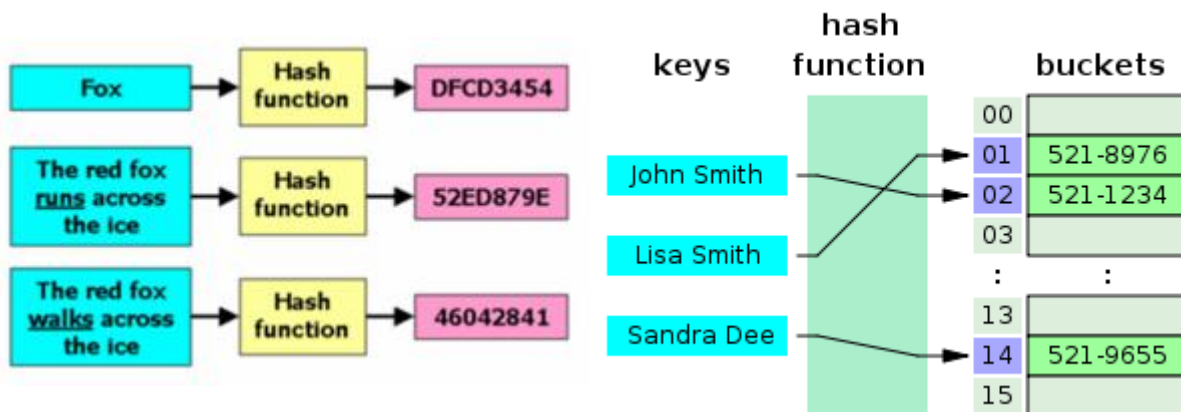 Fox
Hash
function
DFCD3454
The red fox
runs across
the ice
Hash
function
52ED879E
The red fox
walks across
the ice
Hash
function
46042841
hash
keys function buckets
00
John Smith
01 521-8976
02 521-1234
Lisa Smith
03
: :
Sandra Dee
13
14 521-9655
15